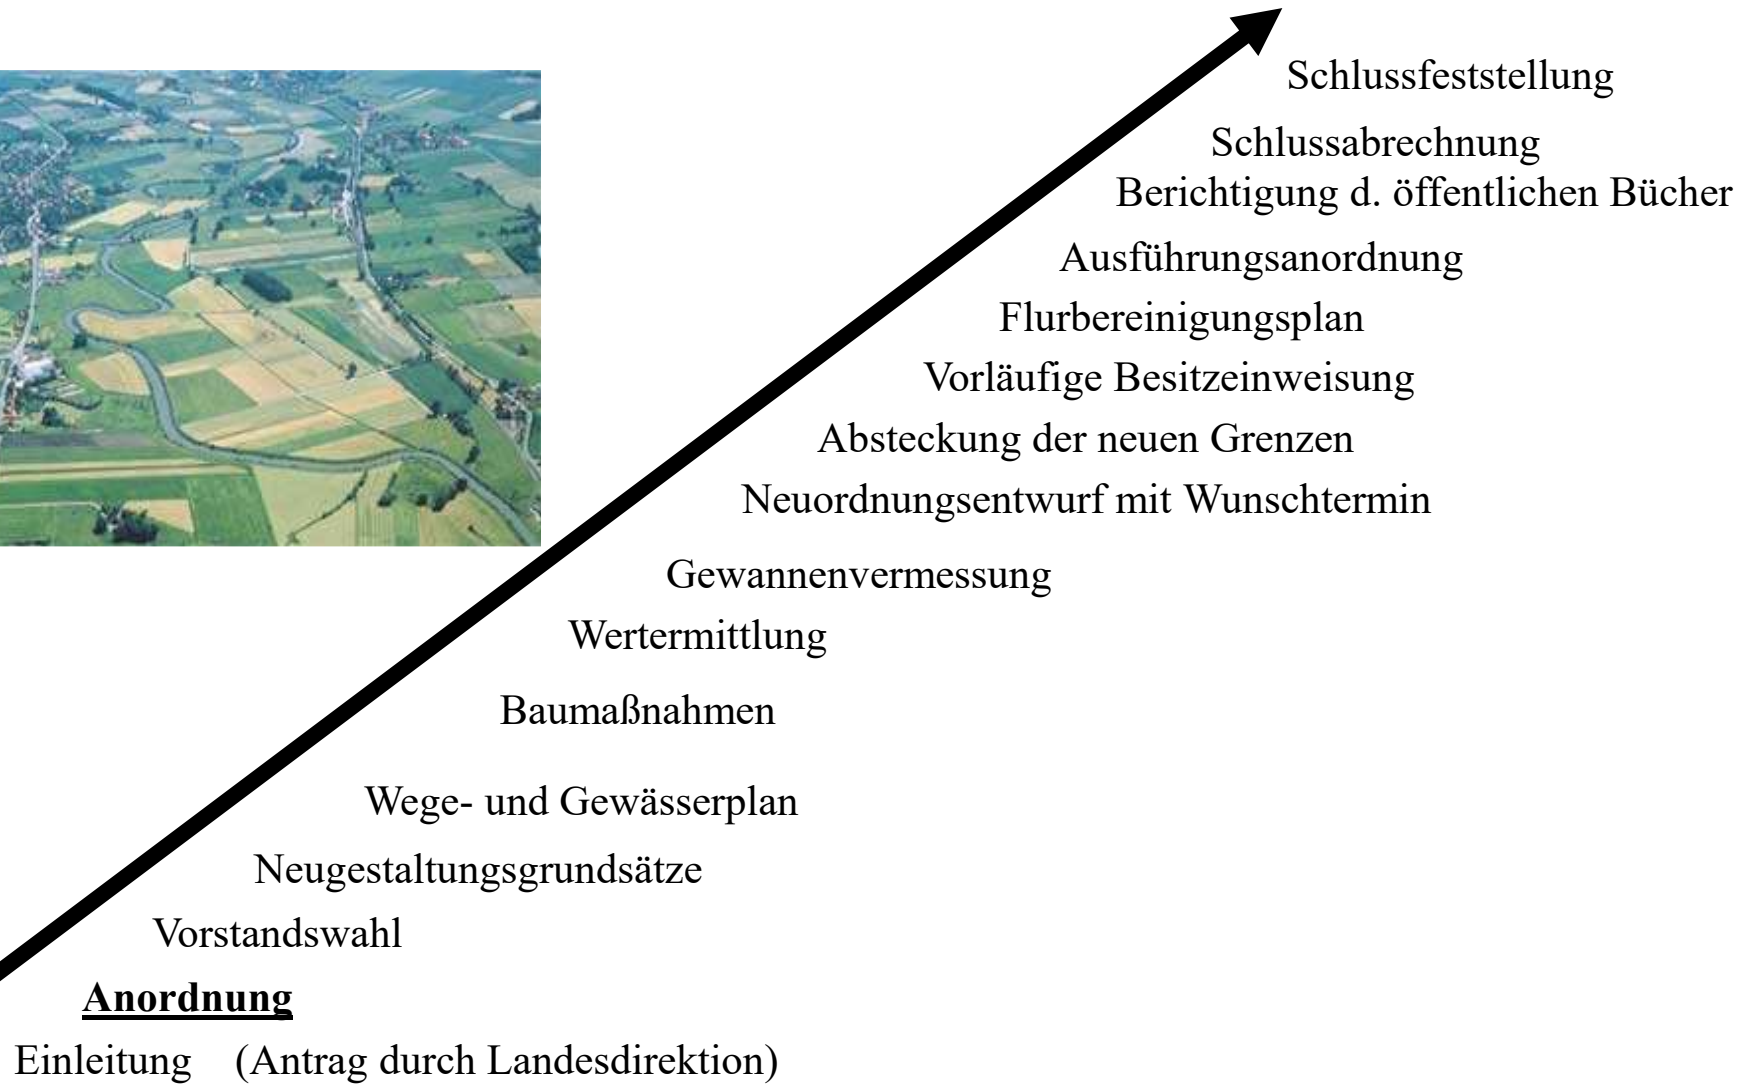 Schlussfeststellung
Schlussabrechnung
Berichtigung d. öffentlichen Bücher
Ausführungsanordnung
Flurbereinigungsplan
Vorläufige Besitzeinweisung
Absteckung der neuen Grenzen
Neuordnungsentwurf mit Wunschtermin
Gewannenvermessung
Wertermittlung
Baumaßnahmen
Wege- und Gewässerplan
Neugestaltungsgrundsätze
Vorstandswahl
Anordnung
Einleitung (Antrag durch Landesdirektion)